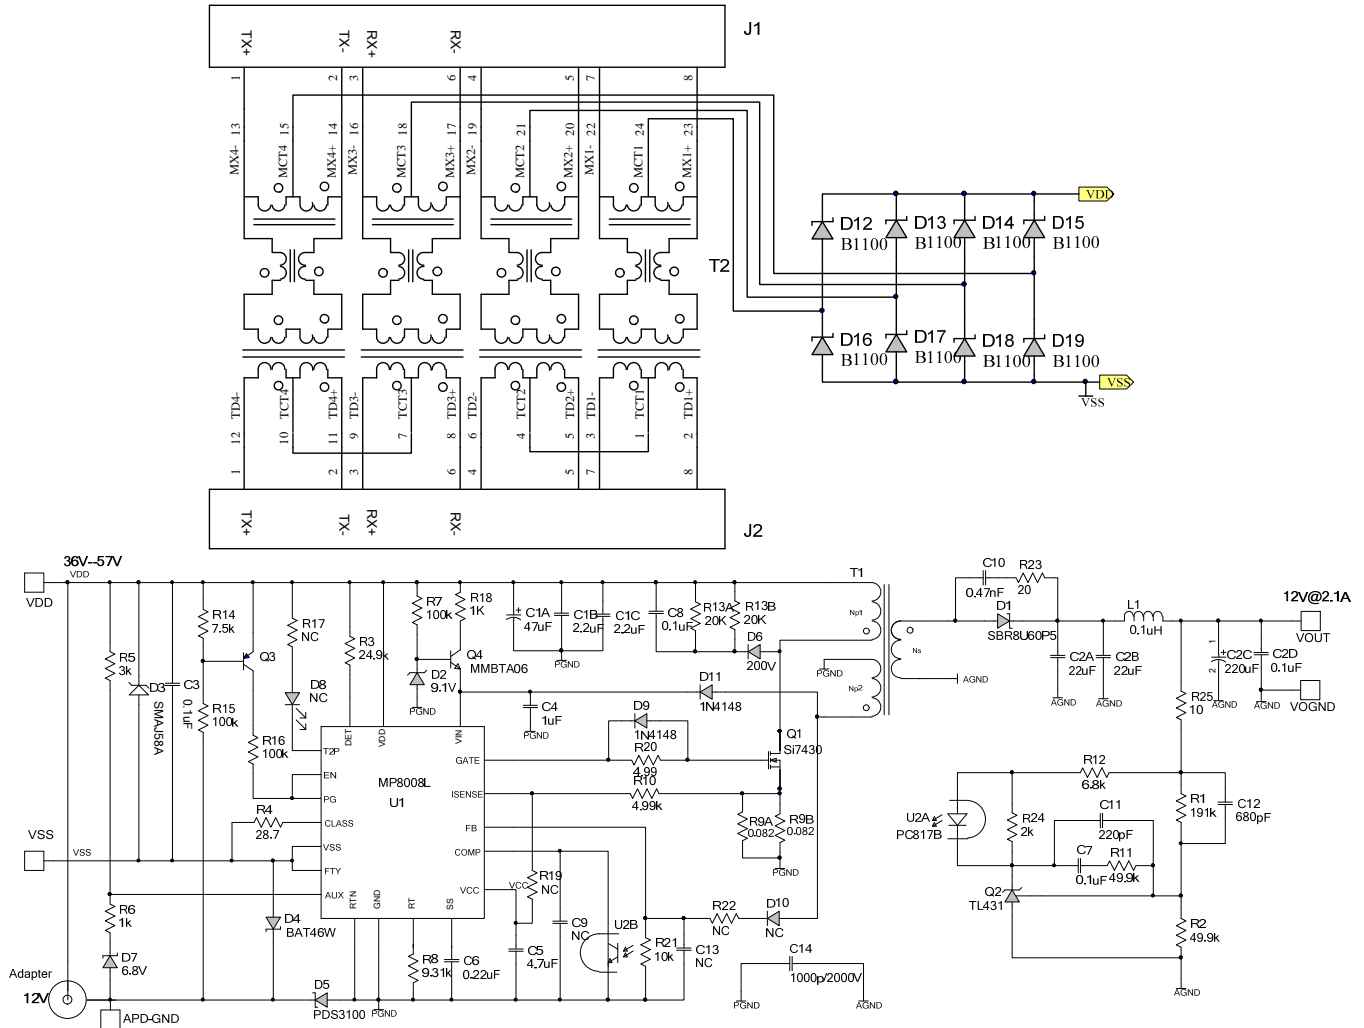 J1
TX+ TX- RX+ RX-
1 2 3 6 4 5 7 8
13 15 14 16 18 17 19 21 20 22 24 23
MX4- MCT4 MX4+ MX3- MCT3 MX3+ MX2- MCT2 MX2+ MX1- MCT1 MX1+
T2
VDD
D12 D13 D14 D15
B1100 B1100 B1100 B1100
D16 D17 D18 D19
B1100 B1100 B1100 B1100
VSS
VSS
TD4- TCT4 TD4+ TD3- TCT3 TD3+ TD2- TCT2 TD2+ TD1- TCT1 TD1+
12 10 11 9 7 8 6 4 5 3 1 2
1 2 3 6 4 5 7 8
TX+ TX- RX+ RX-
J2
36V--57V
VDD
VDD
R14
7.5k
R5
3k
D3
SMAJ58A
C3
0.1uF
R15
100k
Q3
R16
100k
R17
NC
D8
NC
R3
24.9k
R7
100k
R18
1K
Q4
MMBTA06
D2
9.1V
PGND
C1A
47uF
C1B
2.2uF
C1C
2.2uF
PGND
C8
0.1uF
R13A
20K
R13B
20K
D6
200V
T1
Np1
Np2
Ns
PGND
AGND
C10
0.47nF
R23
20
D1
SBR8U60P5
L1
0.1uH
12V@2.1A
VOUT
C2A
22uF
C2B
22uF
1
2
C2C
220uF
C2D
0.1uF
AGND
AGND
AGND
AGND
VOGND
D11
1N4148
C4
1uF
PGND
D9
1N4148
R20
4.99
R10
4.99k
Q1
Si7430
R9A
0.082
R9B
0.082
PGND
DET VDD VIN
T2P GATE
EN
PG ISENSE
MP8008L
U1
CLASS FB
VSS COMP
FTY
AUX VCC
RTN GND RT SS
R4
28.7
VSS
VSS
R25
10
R12
6.8k
U2A
PC817B
R24
2k
C11
220pF
C7
0.1uF
R11
49.9k
R1
191k
C12
680pF
Q2
TL431
R2
49.9k
AGND
VCC
R19
NC
R6
1k
D7
6.8V
D4
BAT46W
R8
9.31k
C6
0.22uF
C5
4.7uF
C9
NC
U2B
R21
10k
C13
NC
R22
NC
D10
NC
C14
1000p/2000V
PGND
AGND
Adapter
12V
D5
PDS3100
PGND
APD-GND